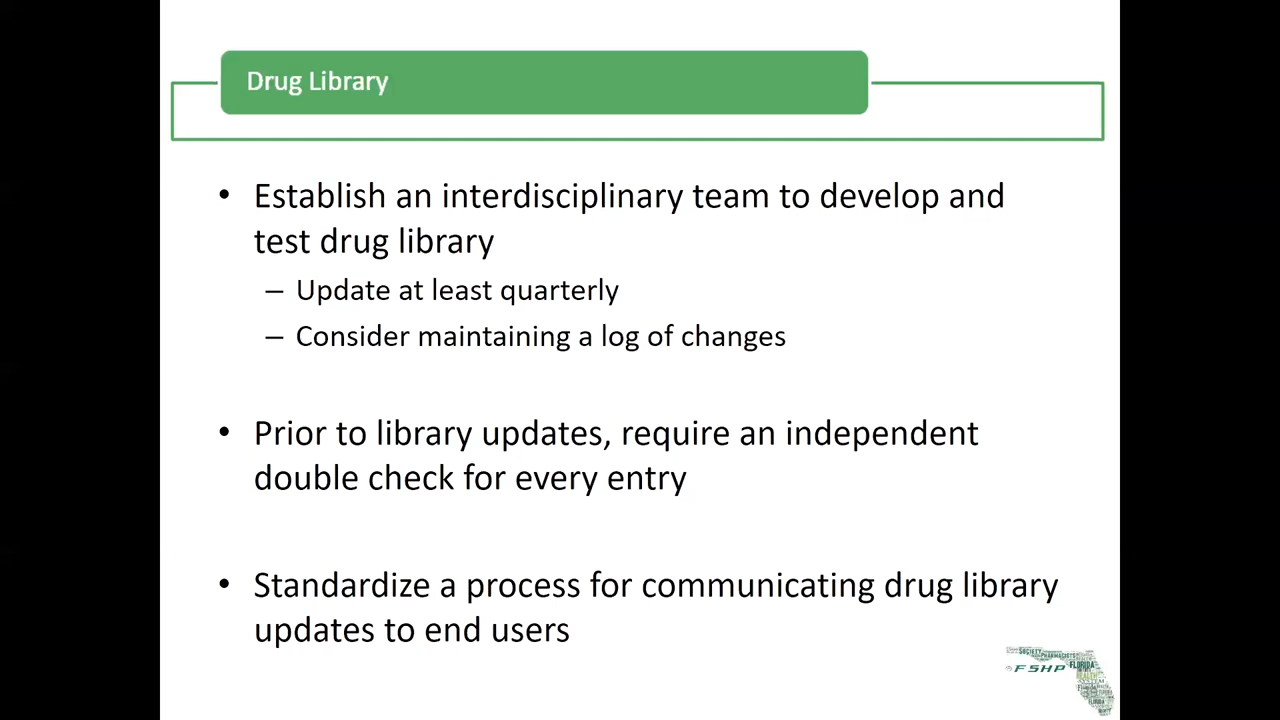 Drug Library
• Establish an interdisciplinary team to develop and
test drug library
– Update at least quarterly
– Consider maintaining a log of changes
• Prior to library updates, require an independent
double check for every entry
• Standardize a process for communicating drug library
updates to end users
SOCIETY
FSHP
FLORIDA